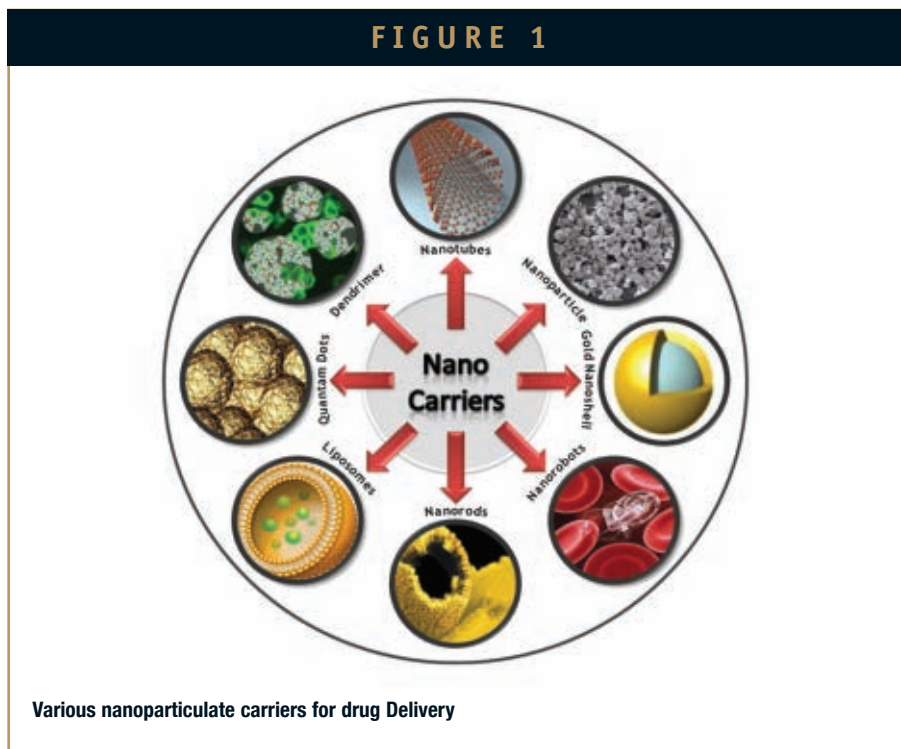 FIGURE 1
Nanotubes
Nanoparticle
Gold Nanoshell
Nanorobots
Nanorods
Liposomes
Quantam Dots
Dendrimer
Nano
Carriers
Various nanoparticulate carriers for drug Delivery